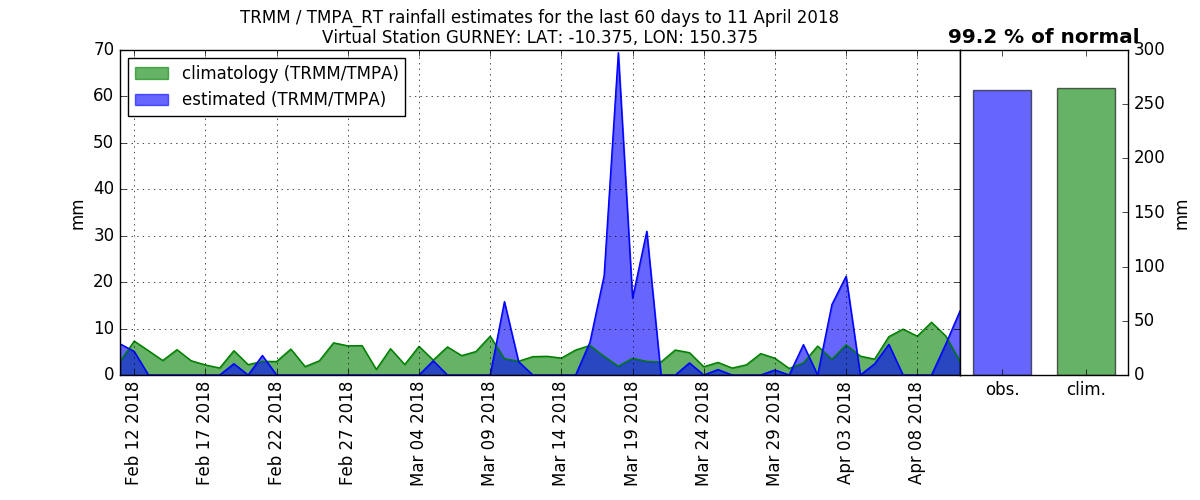 TRMM / TMPA_RT rainfall estimates for the last 60 days to 11 April 2018
Virtual Station GURNEY: LAT: -10.375, LON: 150.375
99.2 % of normal
climatology (TRMM/TMPA)
estimated (TRMM/TMPA)
70
60
50
40
30
20
10
0
mm
300
250
200
150
100
50
0
mm
obs.
clim.
Feb 12 2018
Feb 17 2018
Feb 22 2018
Feb 27 2018
Mar 04 2018
Mar 09 2018
Mar 14 2018
Mar 19 2018
Mar 24 2018
Mar 29 2018
Apr 03 2018
Apr 08 2018